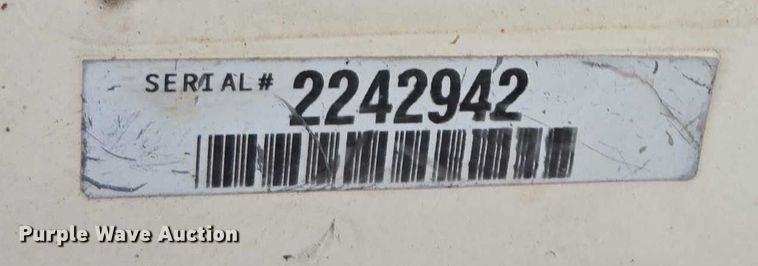 SERIAL# 2242942
Purple Wave Auction